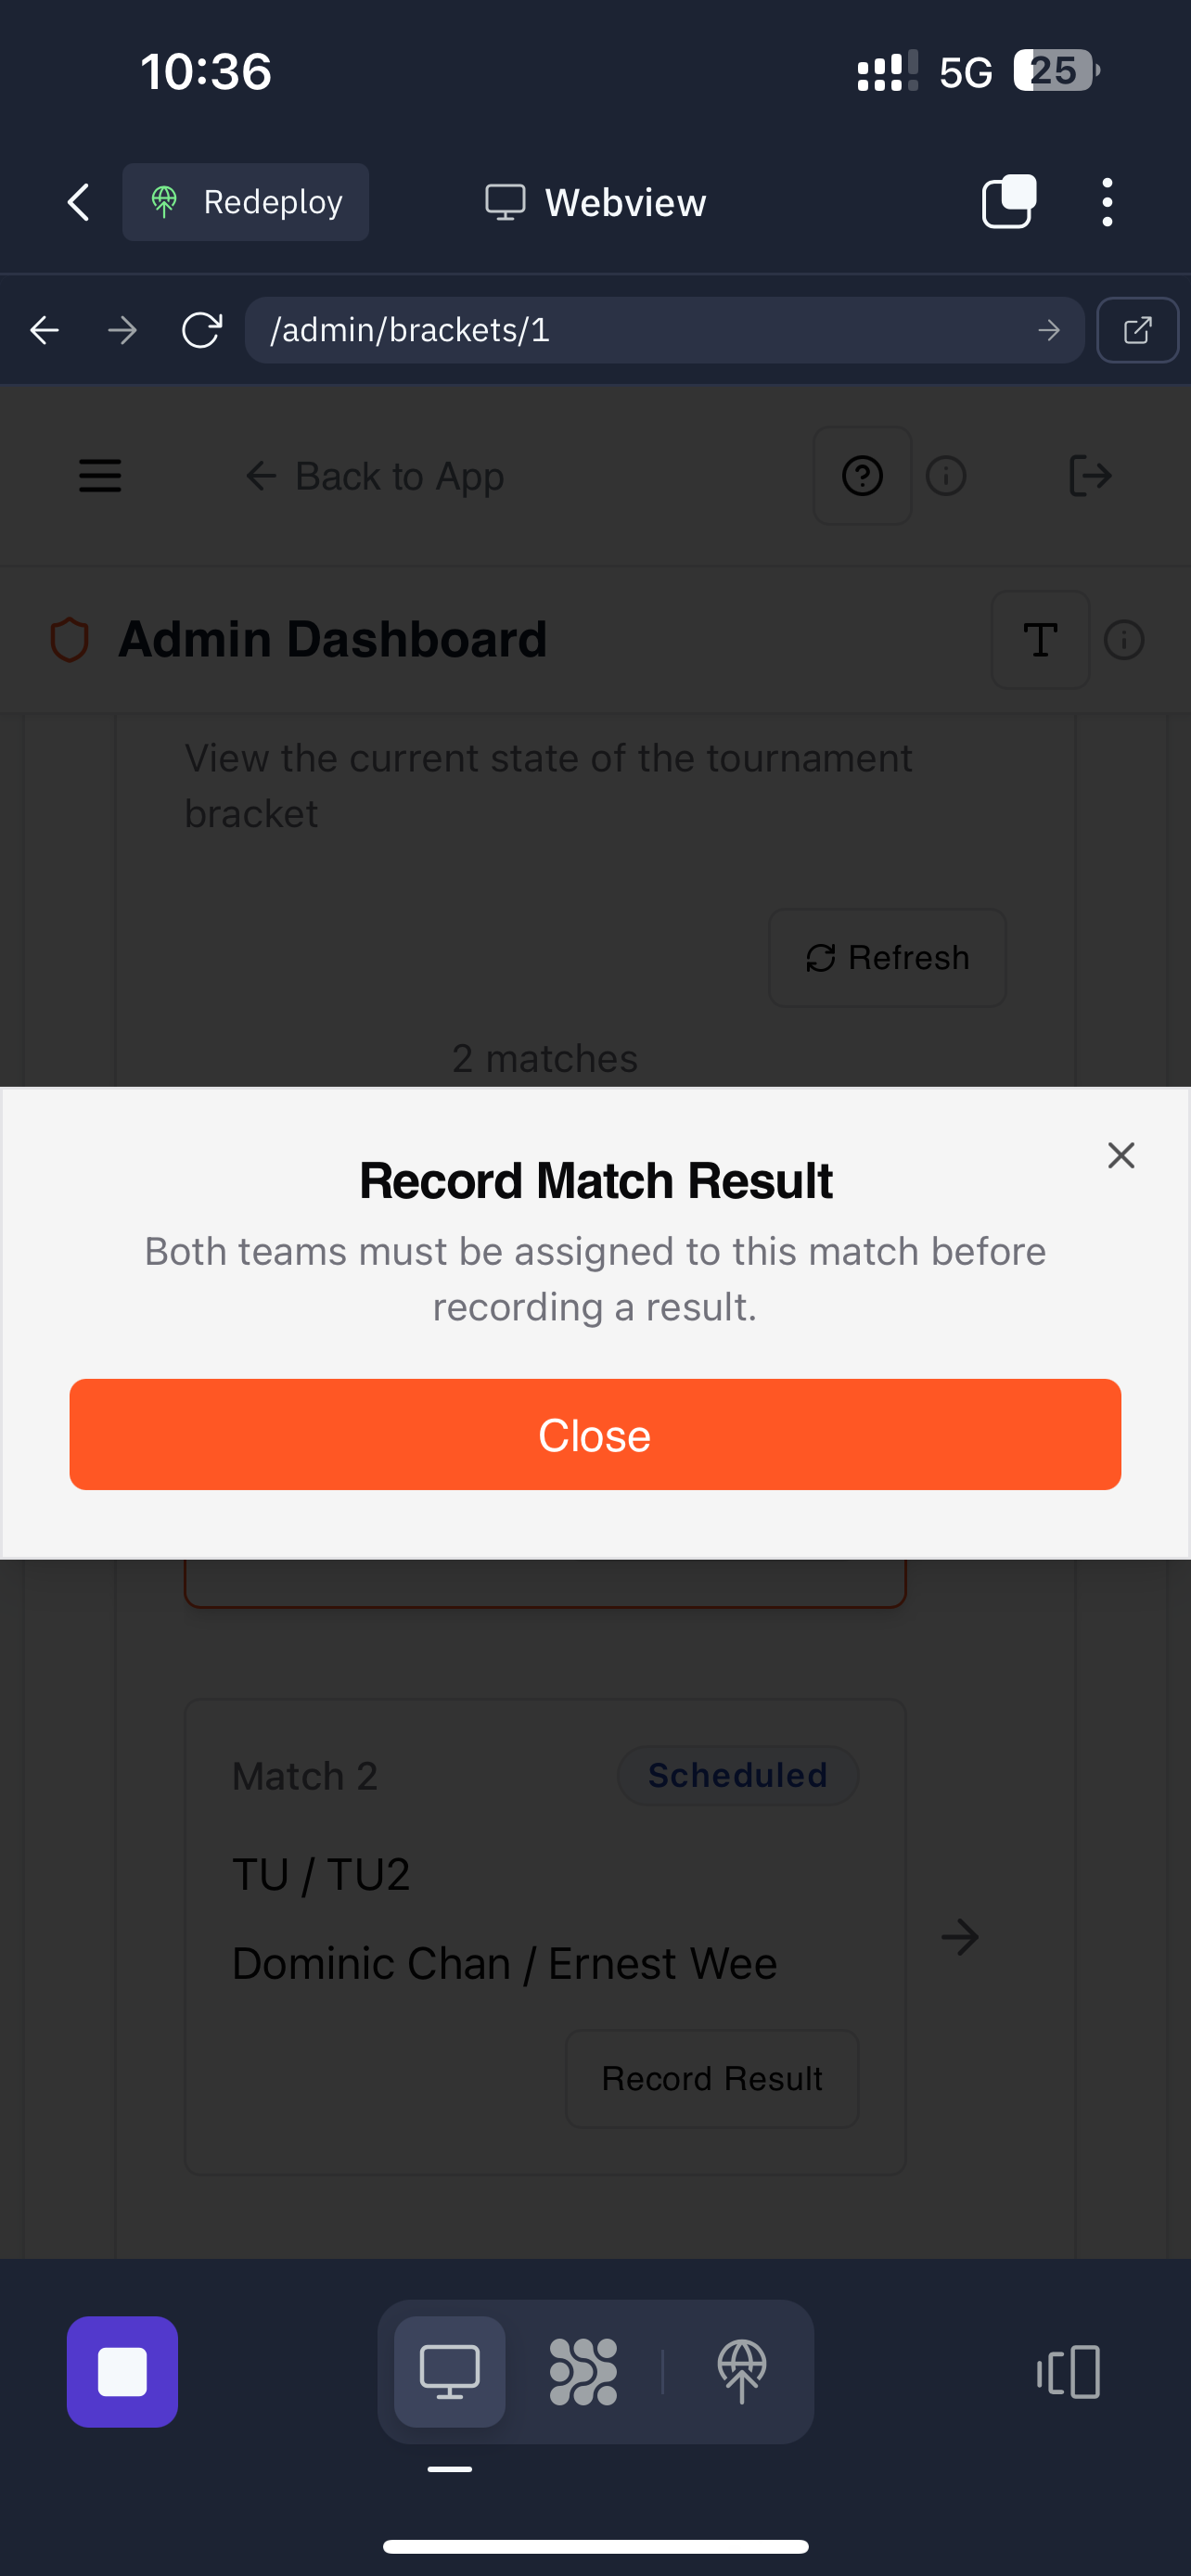 10:36
5G
25
Redeploy
Webview
/admin/brackets/1
Back to App
Admin Dashboard
T
View the current state of the tournament
bracket
Refresh
2 matches
Record Match Result
Both teams must be assigned to this match before
recording a result.
Close
Match 2
Scheduled
TU / TU2
Dominic Chan / Ernest Wee
Record Result